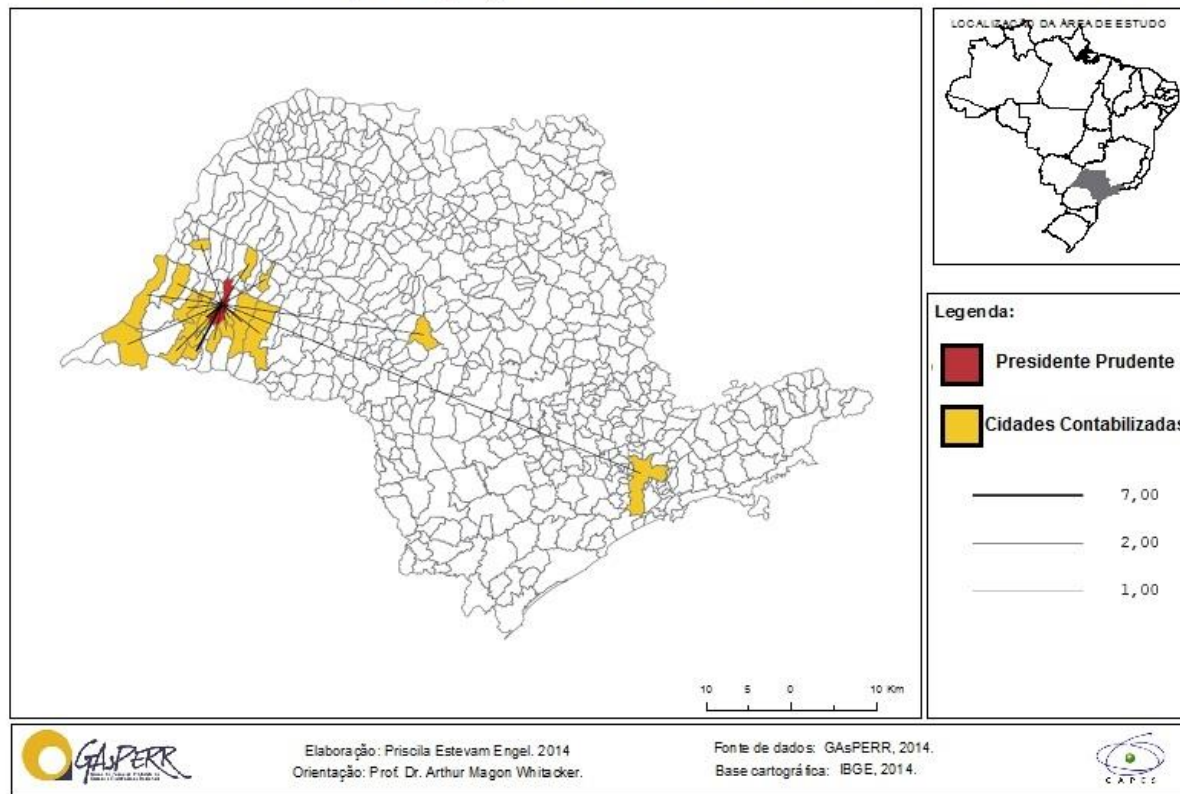 LOCALIZAÇÃO DA ÁREA DE ESTUDO
Legenda:
Presidente Prudente
Cidades Contabilizadas
7,00
2,00
1,00
10 5 0 10 Km
GAsPERR
Elaboração: Priscila Estevam Engel. 2014
Orientação: Prof. Dr. Arthur Magon Whitacker.
Fonte de dados: GAsPERR, 2014.
Base cartográfica: IBGE, 2014.
CAPES